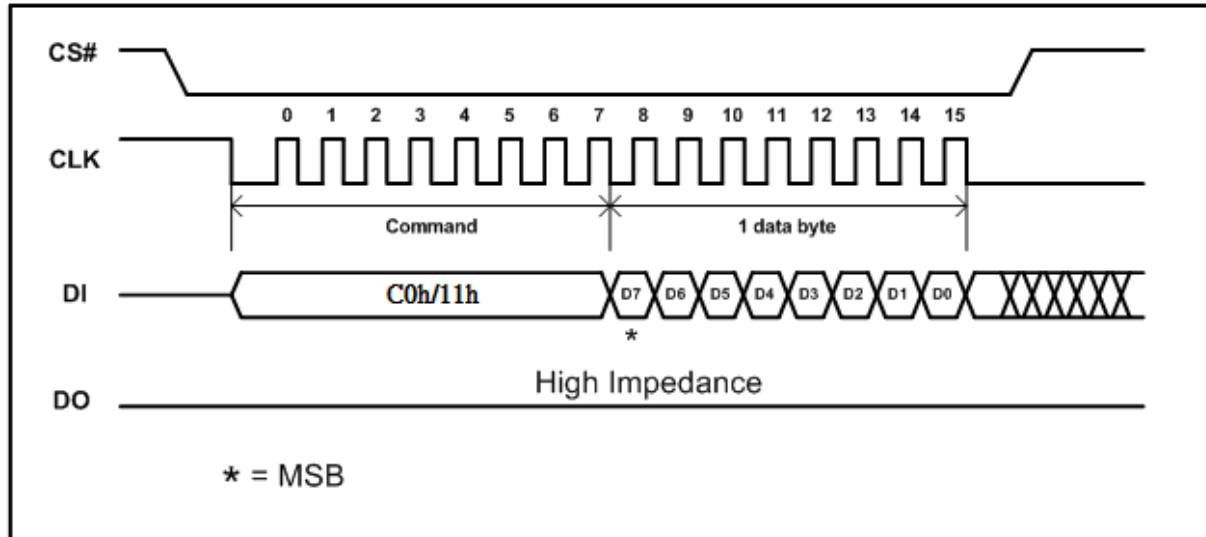 CS#
0 1 2 3 4 5 6 7 8 9 10 11 12 13 14 15
CLK
Command 1 data byte
DI C0h/11h D7 D6 D5 D4 D3 D2 D1 D0
*
High Impedance
DO
* = MSB